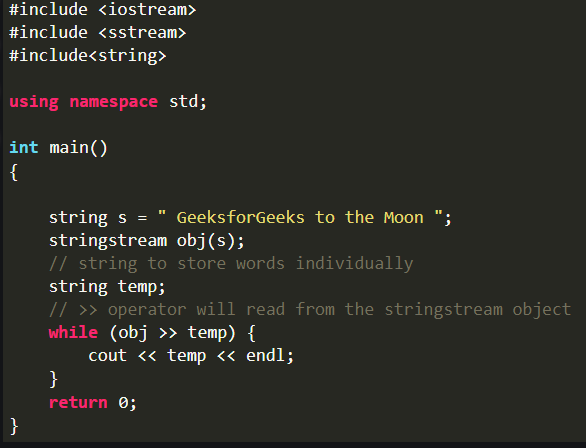 #include <iostream>
#include <sstream>
#include<string>
using namespace std;
int main()
{
string s = " GeeksforGeeks to the Moon ";
stringstream obj(s);
// string to store words individually
string temp;
// >> operator will read from the stringstream object
while (obj >> temp) {
cout << temp << endl;
}
return 0;
}